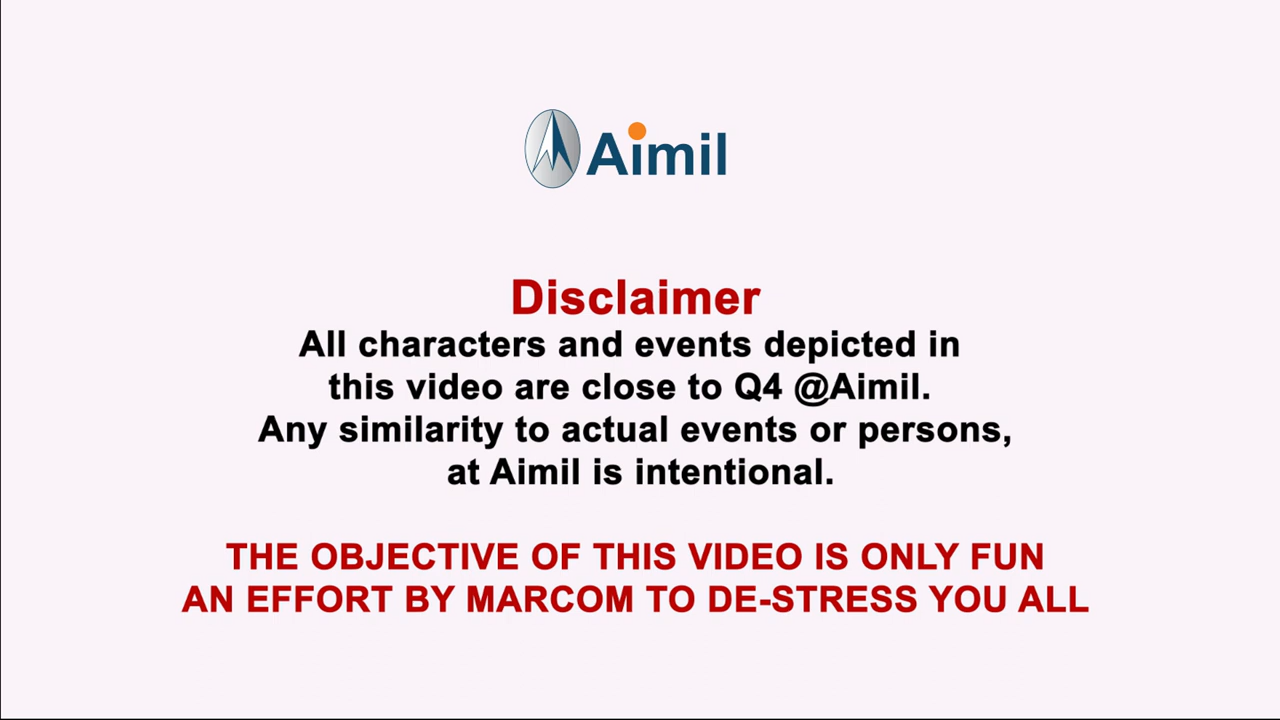 Aimil
Disclaimer
All characters and events depicted in
this video are close to Q4 @Aimil.
Any similarity to actual events or persons,
at Aimil is intentional.
THE OBJECTIVE OF THIS VIDEO IS ONLY FUN
AN EFFORT BY MARCOM TO DE-STRESS YOU ALL